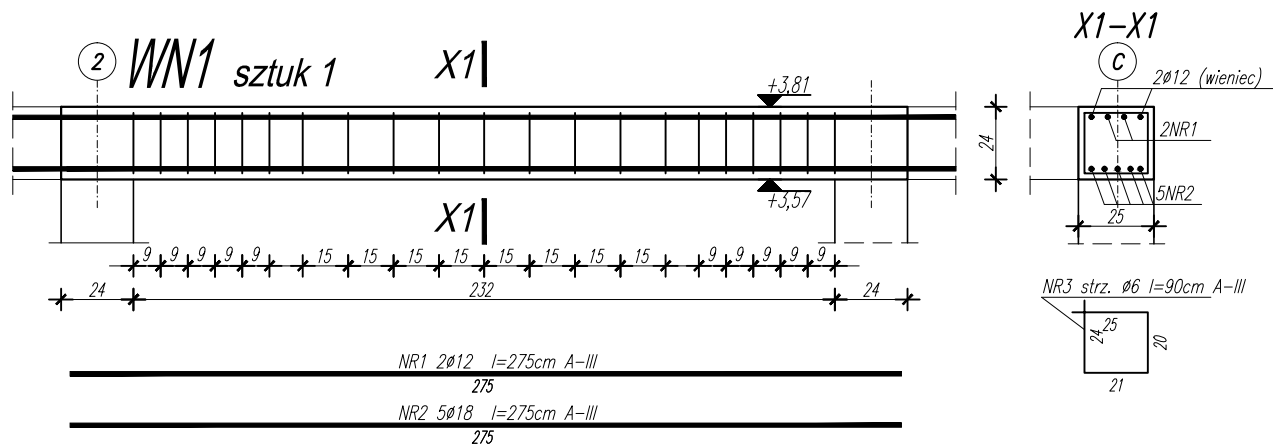 2
WN1 sztuk 1
X1
+3,81
24
+3,57
X1
9 9 9 9 9 15 15 15 15 15 15 15 9 9 9 9 9
24 232 24
NR1 2ø12 l=275cm A-III
275
NR2 5ø18 l=275cm A-III
275
X1-X1
C
2ø12 (wieniec)
2NR1
5NR2
25
NR3 strz. ø6 l=90cm A-III
25
24
20
21